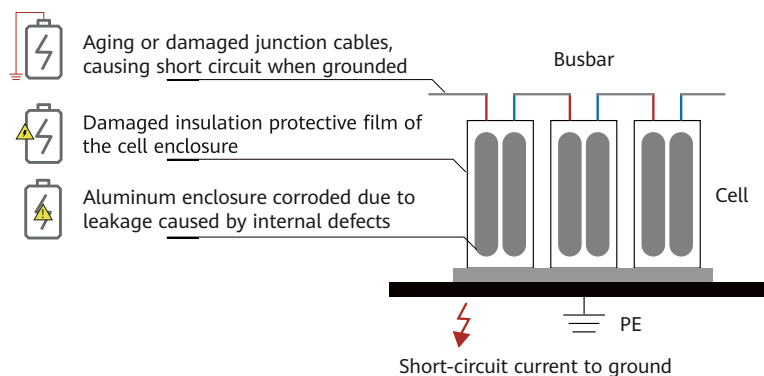 Aging or damaged junction cables,
causing short circuit when grounded
Busbar
Damaged insulation protective film of
the cell enclosure
Aluminum enclosure corroded due to
leakage caused by internal defects
Cell
PE
Short-circuit current to ground